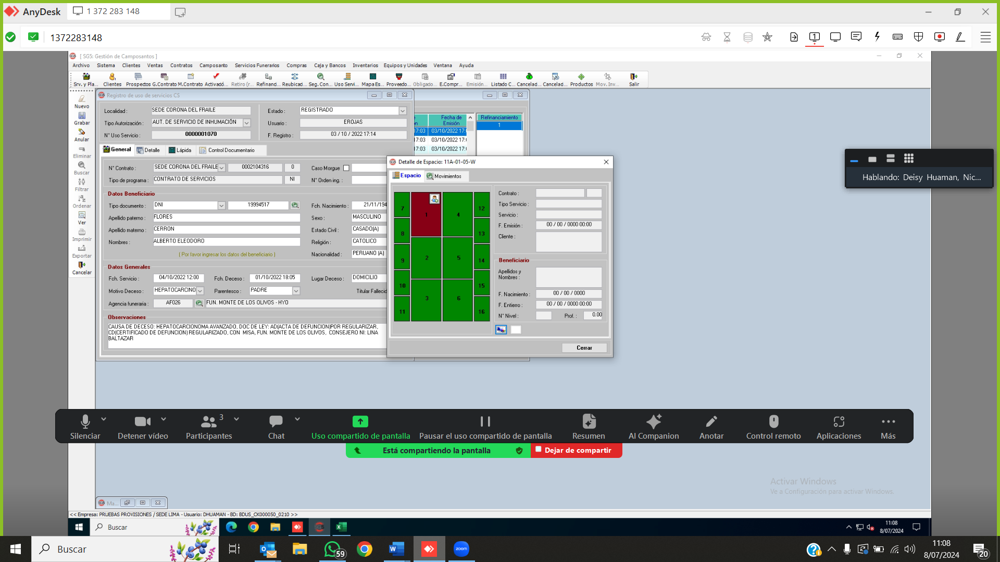 AnyDesk
1 372 283 148
1372283148
[ SG5: Gestión de Camposantos ]
Archivo Sistema Clientes Ventas Contratos Camposanto Servicios Funerarios Compras Caja y Bancos Inventarios Equipos y Unidades Ventana Ayuda
Srv. y Pla... Clientes Prospectos G.Contrato M.Contrato Activació... Retiro (r... Refinanci... Reubicad... Seg. Con... Uso Servi... Mapa Es... Proveedo... Obligado... E.Compr... Emisión... Listado C... Cancelad... Cancelad... Productos Mov. Inv... Salir
Nuevo
Grabar
Anular
Eliminar
Buscar
Filtrar
Ordenar
Ver
Imprimir
Exportar
Cancelar
Registro de uso de servicios CS
Localidad : SEDE CORONA DEL FRAILE Estado : REGISTRADO
Tipo Autorización : AUT. DE SERVICIO DE INHUMACIÓN Usuario : EROJAS
N° Uso Servicio : 0000001070 F. Registro : 03 / 10 / 2022 17:14
General Detalle Lápida Control Documentario
N° Contrato : SEDE CORONA DEL FRAILE 0002104316 0 Caso Morgue
Tipo de programa : CONTRATO DE SERVICIOS NI N° Orden ing. :
Datos Beneficiario
Tipo documento : DNI 19994517 Fch. Nacimiento : 21/11/194
Apellido paterno : FLORES Sexo : MASCULINO
Apellido materno : CERRON Estado Civil : CASADO(A)
Nombres : ALBERTO ELEODORO Religión : CATOLICO
( Por favor ingresar los datos del beneficiario ) Nacionalidad : PERUANO (A)
Datos Generales
Fch. Servicio : 04/10/2022 12:00 Fch. Deceso : 01/10/2022 18:05 Lugar Deceso : DOMICILIO
Motivo Deceso : HEPATOCARCINO Parentesco : PADRE Titular Falleció
Agencia funeraria : AF026 FUN. MONTE DE LOS OLIVOS - HYO
Observaciones
CAUSA DE DECESO: HEPATOCARCIONOMA AVANZADO, DOC DE LEY: AD(ACTA DE DEFUNCION)POR REGULARIZAR,
CD(CERTIFICADO DE DEFUNCION) REGULARIZADO, CON MISA, FUN. MONTE DE LOS OLIVOS, CONSEJERO NI: LINA
BALTAZAR
Fecha de
Emisión
Refinanciamiento
17:03 03/10/2022 17:0 1
17:03 03/10/2022 17:0
17:03 03/10/2022 17:0
Detalle de Espacio: 11A-01-05-W
Espacio Movimientos
7 1 4 12
8 13
9 2 5 14
10 3 6 15
11 16
Contrato :
Tipo Servicio :
Servicio :
F. Emisión : 00 / 00 / 0000 00:00
Cliente :
Beneficiario
Apellidos y
Nombres :
F. Nacimiento : 00 / 00 / 0000
F. Entierro : 00 / 00 / 0000 00:00
N° Nivel : Prof. : 0.00
Cerrar
Hablando: Deisy Huaman, Nic...
Silenciar Detener vídeo Participantes 3 Chat Uso compartido de pantalla Pausar el uso compartido de pantalla Resumen AI Companion Anotar Control remoto Aplicaciones Más
Está compartiendo la pantalla Dejar de compartir
Activar Windows
Ve a Configuración para activar Windows.
Ma...
<< Empresa: PRUEBAS PROVISIONES / SEDE LIMA - Usuario: DHUAMAN - BD: BDUS_CK000050_0210 >>
Buscar
11:08
8/07/2024
Buscar
59
zoom
11:08
8/07/2024
20